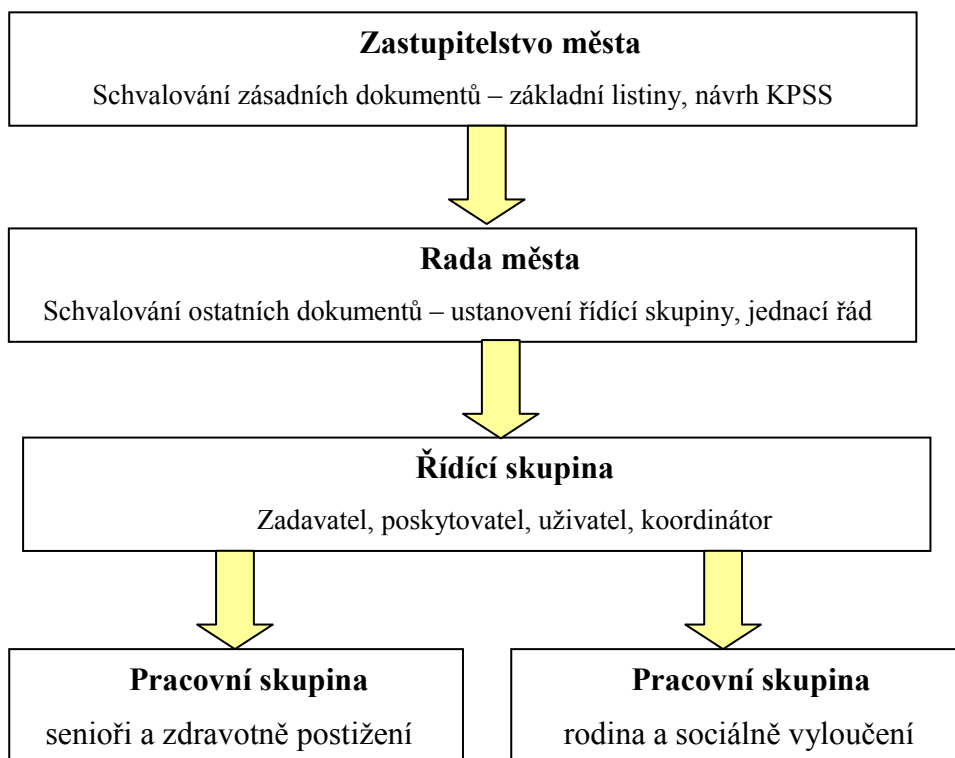 Zastupitelstvo města
Schvalování zásadních dokumentů – základní listiny, návrh KPSS
Rada města
Schvalování ostatních dokumentů – ustanovení řídící skupiny, jednací řád
Řídící skupina
Zadavatel, poskytovatel, uživatel, koordinátor
Pracovní skupina
senioři a zdravotně postižení
Pracovní skupina
rodina a sociálně vyloučení